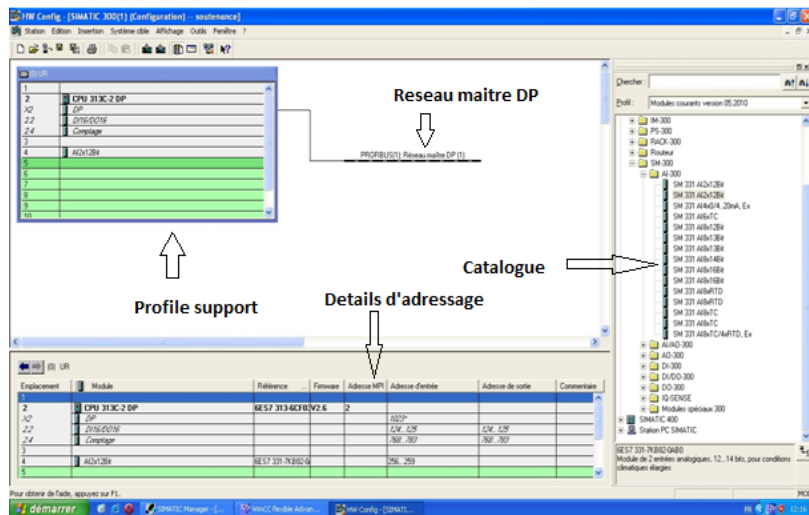 HW Config - [SIMATIC 300(1) (Configuration) -- soutenance]
Station Edition Insertion Système cible Affichage Outils Fenêtre ?
(0) UR
1
2 CPU 313C-2 DP
X2 DP
2.2 DI16/DO16
2.4 Comptage
3
4 AI2x12Bit
5
6
7
8
9
10
Reseau maitre DP
PROFIBUS(1): Réseau maître DP (1)
Profile support
Details d'adressage
Catalogue
Chercher:
Profil: Modules courants version 05.2010
IM-300
PS-300
RACK-300
Routeur
SM-300
AI-300
SM 331 AI2x12Bit
SM 331 AI2x12Bit
SM 331 AI4x0/4..20mA, Ex
SM 331 AI6xTC
SM 331 AI8x12Bit
SM 331 AI8x13Bit
SM 331 AI8x13Bit
SM 331 AI8x14Bit
SM 331 AI8x16Bit
SM 331 AI8x16Bit
SM 331 AI8xRTD
SM 331 AI8xRTD
SM 331 AI8xTC
SM 331 AI8xTC
SM 331 AI8xTC/4xRTD, Ex
AI/AO-300
AO-300
DI-300
DI/DO-300
DO-300
IQ-SENSE
Modules spéciaux 300
SIMATIC 400
Station PC SIMATIC
6ES7 331-7KB82-0AB0
Module de 2 entrées analogiques, 12...14 bits, pour conditions
climatiques élargies
(0) UR
Emplacement Module Référence ... Firmware Adresse MPI Adresse d'entrée Adresse de sortie Commentaire
1
2 CPU 313C-2 DP 6ES7 313-6CF03 V2.6 2
X2 DP 1023*
2.2 DI16/DO16 124...125 124...125
2.4 Comptage 768...783 768...783
3
4 AI2x12Bit 6ES7 331-7KB82-0 256...259
5
Pour obtenir de l'aide, appuyez sur F1.
démarrer SIMATIC Manager - [... WinCC flexible Advan... HW Config - [SIMATI... FR 12:16